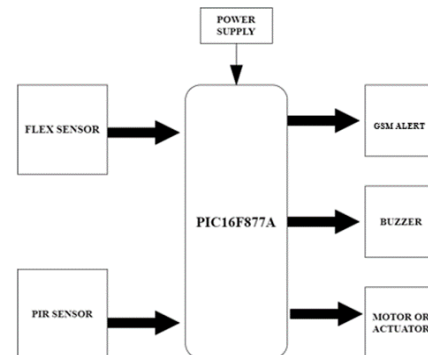 POWER
SUPPLY
FLEX SENSOR
GSM ALERT
PIC16F877A
BUZZER
PIR SENSOR
MOTOR OR
ACTUATOR